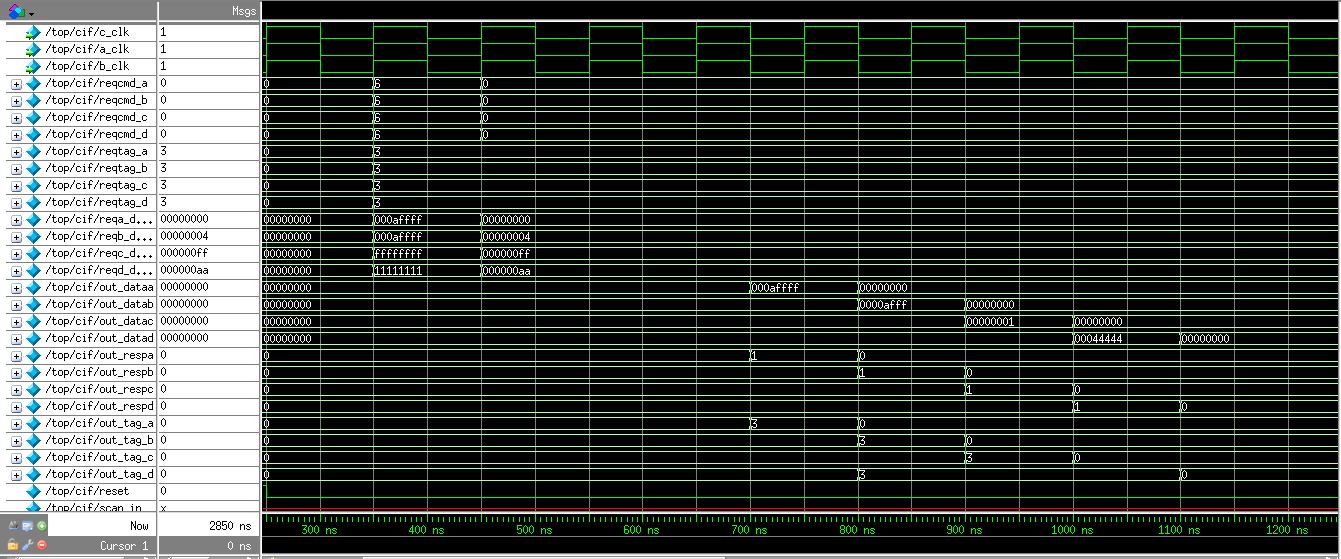 Msgs
/top/cif/c_clk 1
/top/cif/a_clk 1
/top/cif/b_clk 1
/top/cif/reqcmd_a 0 0 6 0
/top/cif/reqcmd_b 0 0 6 0
/top/cif/reqcmd_c 0 0 6 0
/top/cif/reqcmd_d 0 0 6 0
/top/cif/reqtag_a 3 0 3
/top/cif/reqtag_b 3 0 3
/top/cif/reqtag_c 3 0 3
/top/cif/reqtag_d 3 0 3
/top/cif/reqa_d... 00000000 00000000 000affff 00000000
/top/cif/reqb_d... 00000004 00000000 000affff 00000004
/top/cif/reqc_d... 000000ff 00000000 ffffffff 000000ff
/top/cif/reqd_d... 000000aa 00000000 11111111 000000aa
/top/cif/out_dataa 00000000 00000000 000affff 00000000
/top/cif/out_datab 00000000 00000000 0000afff 00000000
/top/cif/out_datac 00000000 00000000 00000001 00000000
/top/cif/out_datad 00000000 00000000 00044444 00000000
/top/cif/out_respa 0 0 1 0
/top/cif/out_respb 0 0 1 0
/top/cif/out_respc 0 0 1 0
/top/cif/out_respd 0 0 1 0
/top/cif/out_tag_a 0 0 3 0
/top/cif/out_tag_b 0 0 3 0
/top/cif/out_tag_c 0 0 3 0
/top/cif/out_tag_d 0 0 3 0
/top/cif/reset 0
/top/cif/scan_in x
Now 2850 ns 300 ns 400 ns 500 ns 600 ns 700 ns 800 ns 900 ns 1000 ns 1100 ns 1200 ns
Cursor 1 0 ns